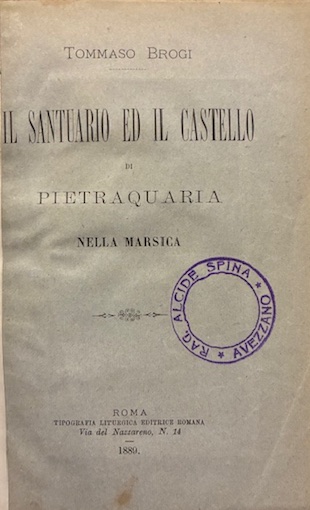 TOMMASO BROGI
IL SANTUARIO ED IL CASTELLO
DI
PIETRAQUARIA
NELLA MARSICA
RAG. ALCIDE SPINA
* AVEZZANO *
ROMA
TIPOGRAFIA LITURGICA EDITRICE ROMANA
Via del Nazzareno, N. 14
1889.